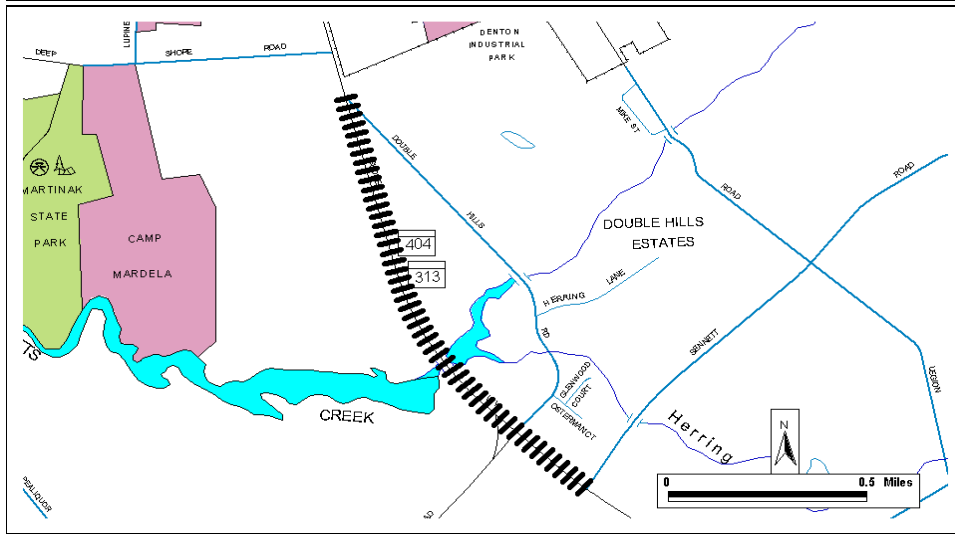 DENTON
INDUSTRIAL
PARK
LUPINE
DEEP
SHOPE
ROAD
MIKE ST
DOUBLE
HILLS
RD
ROAD
ROAD
MARTINAK
STATE
PARK
CAMP
MARDELA
404
313
DOUBLE HILLS
ESTATES
HERRING
LANE
SENNETT
GLENWOOD
COURT
OSTERMAN CT
LEGION
TS
CREEK
Herring
N
0 0.5 Miles
PEALIQUOR